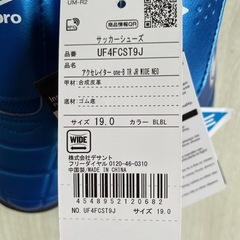 UM-R2
商品情報QR
pro
サッカーシューズ
UF4FCST9J
アクセレイター one-B TR JR WIDE NEO
甲材 合成皮革
底材 ゴム底
サイズ 19.0 カラー BLBL
WIDE
株式会社デサント
フリーダイヤル 0120-46-0310
中国製/MADE IN CHINA
4 589521 20682
NO. UF4FCST9J サイズ 19.0